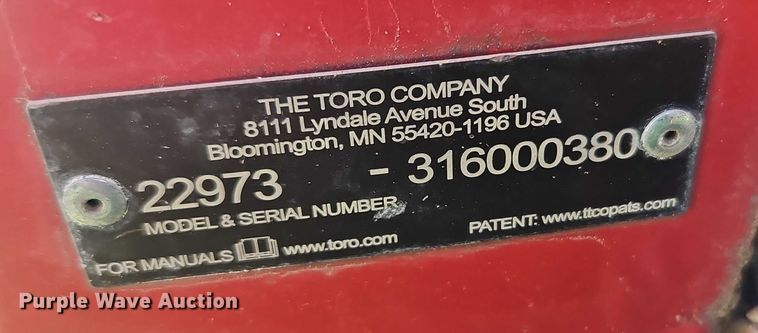 THE TORO COMPANY
8111 Lyndale Avenue South
Bloomington, MN 55420-1196 USA
22973 - 316000380
MODEL & SERIAL NUMBER
PATENT: www.ttcopats.com
FOR MANUALS www.toro.com
Purple Wave Auction